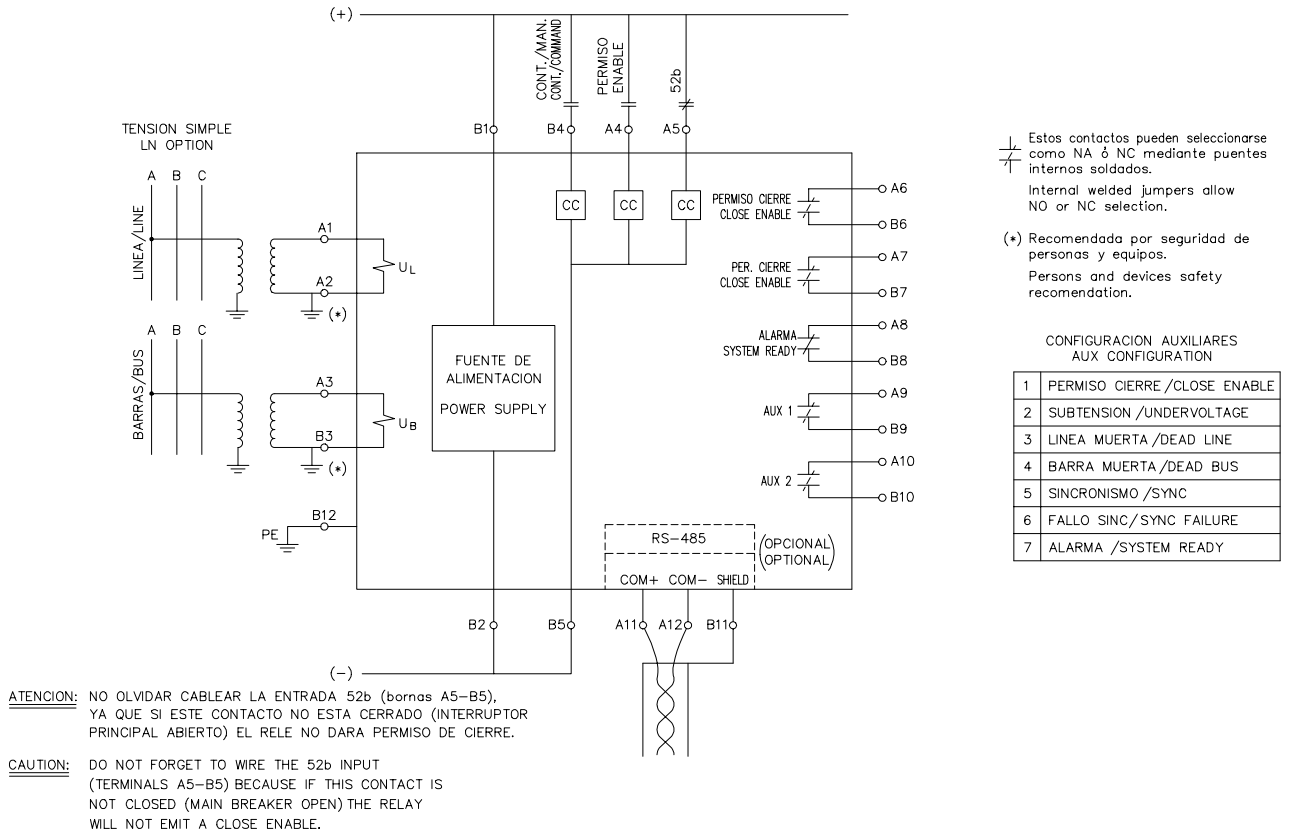 (+)
CONT./MAN.
CONT./COMMAND
PERMISO
ENABLE
52b
B1
B4
A4
A5
TENSION SIMPLE
LN OPTION
A B C
LINEA/LINE
A1
A2
(*)
U_L
A B C
BARRAS/BUS
A3
B3
(*)
U_B
B12
PE
FUENTE DE
ALIMENTACION
POWER SUPPLY
CC
CC
CC
PERMISO CIERRE
CLOSE ENABLE
A6
B6
PER. CIERRE
CLOSE ENABLE
A7
B7
ALARMA
SYSTEM READY
A8
B8
AUX 1
A9
B9
AUX 2
A10
B10
RS-485
(OPCIONAL)
(OPTIONAL)
COM+ COM- SHIELD
B2
B5
A11
A12
B11
(-)
Estos contactos pueden seleccionarse
como NA ó NC mediante puentes
internos soldados.
Internal welded jumpers allow
NO or NC selection.
(*) Recomendada por seguridad de
personas y equipos.
Persons and devices safety
recomendation.
CONFIGURACION AUXILIARES
AUX CONFIGURATION
1 PERMISO CIERRE/CLOSE ENABLE
2 SUBTENSION/UNDERVOLTAGE
3 LINEA MUERTA/DEAD LINE
4 BARRA MUERTA/DEAD BUS
5 SINCRONISMO/SYNC
6 FALLO SINC/SYNC FAILURE
7 ALARMA /SYSTEM READY
ATENCION: NO OLVIDAR CABLEAR LA ENTRADA 52b (bornas A5-B5),
YA QUE SI ESTE CONTACTO NO ESTA CERRADO (INTERRUPTOR
PRINCIPAL ABIERTO) EL RELE NO DARA PERMISO DE CIERRE.
CAUTION: DO NOT FORGET TO WIRE THE 52b INPUT
(TERMINALS A5-B5) BECAUSE IF THIS CONTACT IS
NOT CLOSED (MAIN BREAKER OPEN) THE RELAY
WILL NOT EMIT A CLOSE ENABLE.